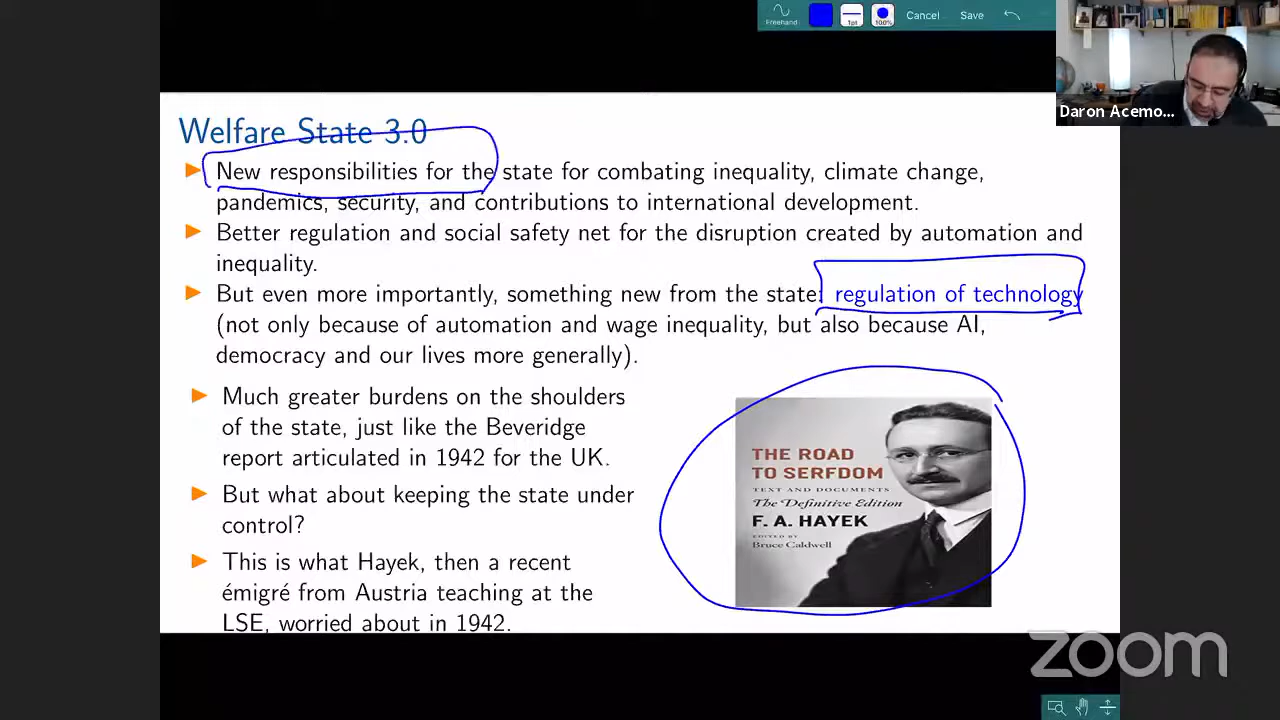 Freehand
1pt
100%
Cancel
Save
Daron Acemo...
Welfare State 3.0
New responsibilities for the state for combating inequality, climate change,
pandemics, security, and contributions to international development.
Better regulation and social safety net for the disruption created by automation and
inequality.
But even more importantly, something new from the state: regulation of technology
(not only because of automation and wage inequality, but also because AI,
democracy and our lives more generally).
Much greater burdens on the shoulders
of the state, just like the Beveridge
report articulated in 1942 for the UK.
But what about keeping the state under
control?
This is what Hayek, then a recent
émigré from Austria teaching at the
LSE, worried about in 1942.
THE ROAD
TO SERFDOM
TEXT AND DOCUMENTS
The Definitive Edition
F. A. HAYEK
EDITED BY
Bruce Caldwell
zoom